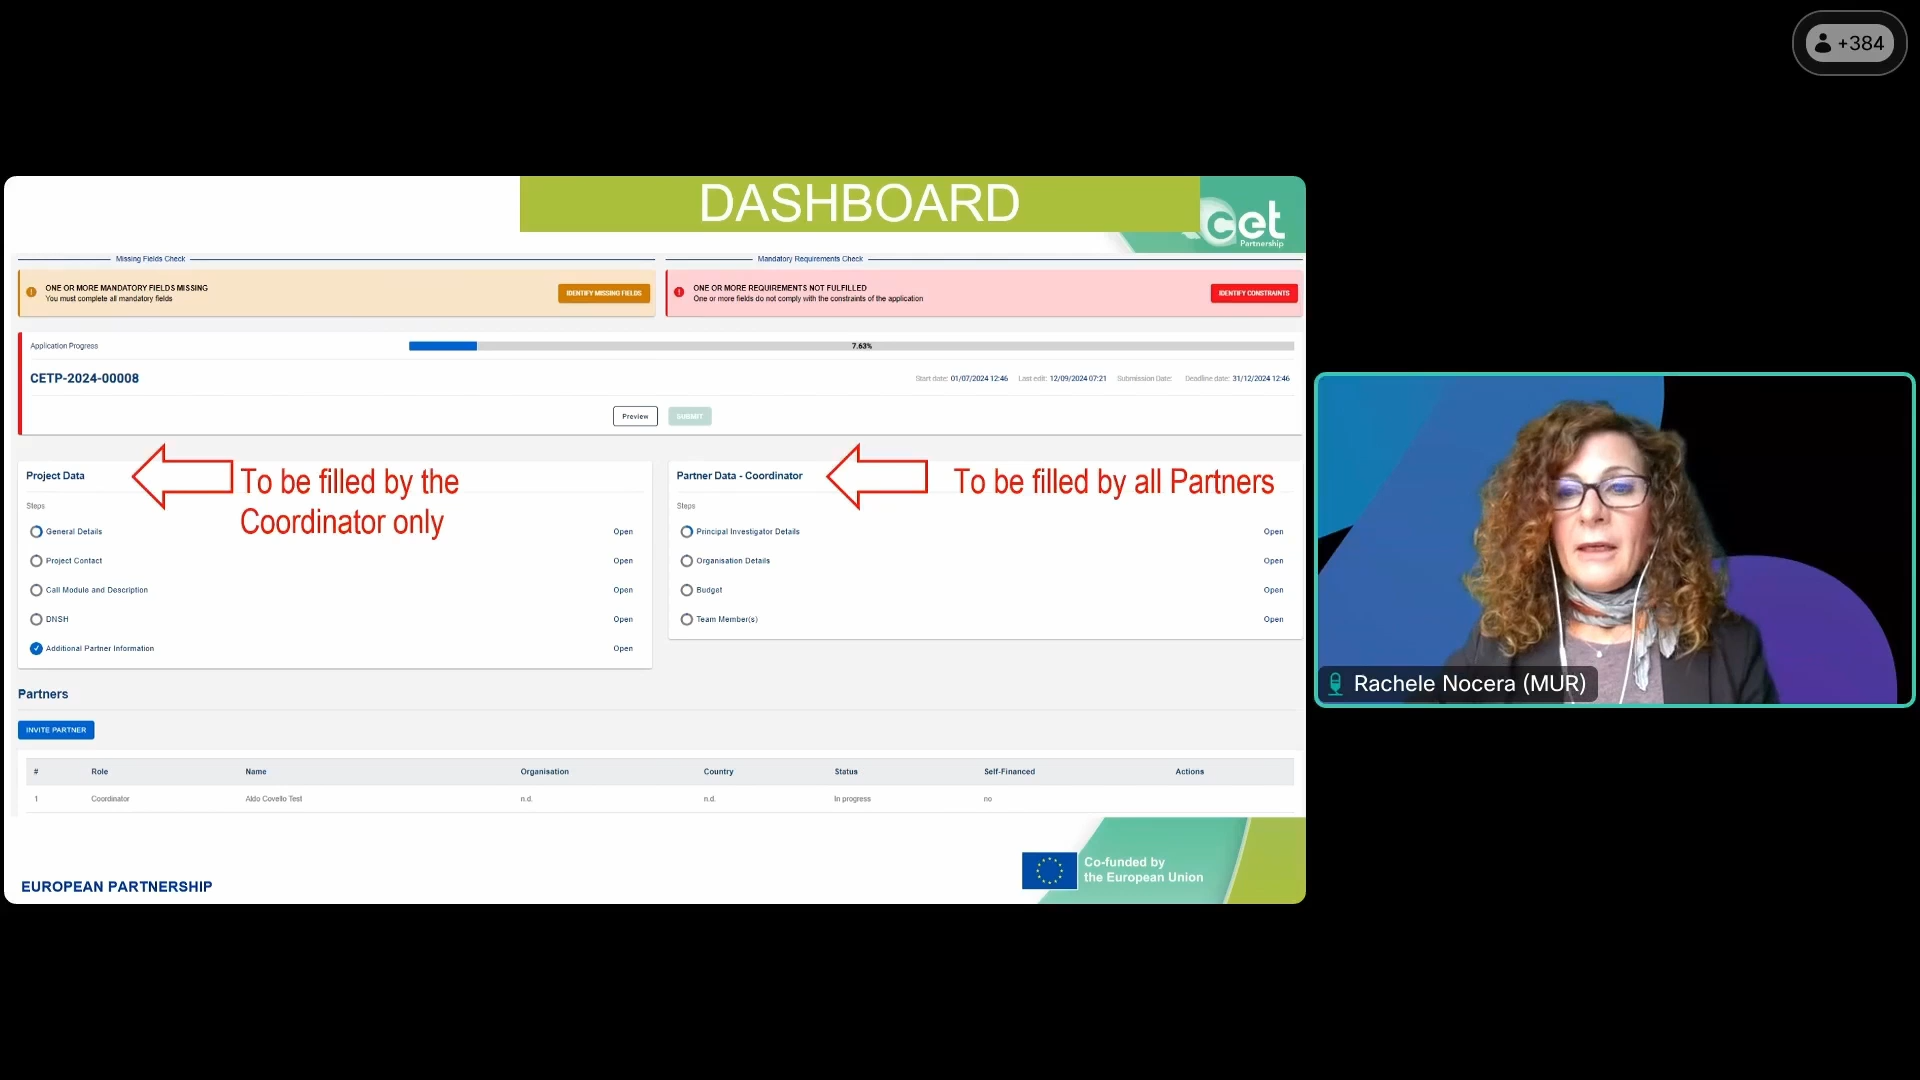 +384
DASHBOARD
cet
Partnership
Missing Fields Check
Mandatory Requirements Check
ONE OR MORE MANDATORY FIELDS MISSING
You must complete all mandatory fields
IDENTIFY MISSING FIELDS
ONE OR MORE REQUIREMENTS NOT FULFILLED
One or more fields do not comply with the constraints of the application
IDENTIFY CONSTRAINTS
Application Progress
7.63%
CETP-2024-00008
Start date: 01/07/2024 12:46 Last edit: 12/09/2024 07:21 Submission Date: Deadline date: 31/12/2024 12:46
Preview
SUBMIT
Project Data
To be filled by the
Coordinator only
Steps
General Details Open
Project Contact Open
Call Module and Description Open
DNSH Open
Additional Partner Information Open
Partner Data - Coordinator
To be filled by all Partners
Steps
Principal Investigator Details Open
Organisation Details Open
Budget Open
Team Member(s) Open
Partners
INVITE PARTNER
# Role Name Organisation Country Status Self-Financed Actions
1 Coordinator Aldo Covello Test n.d. n.d. In progress no
EUROPEAN PARTNERSHIP
Co-funded by
the European Union
Rachele Nocera (MUR)